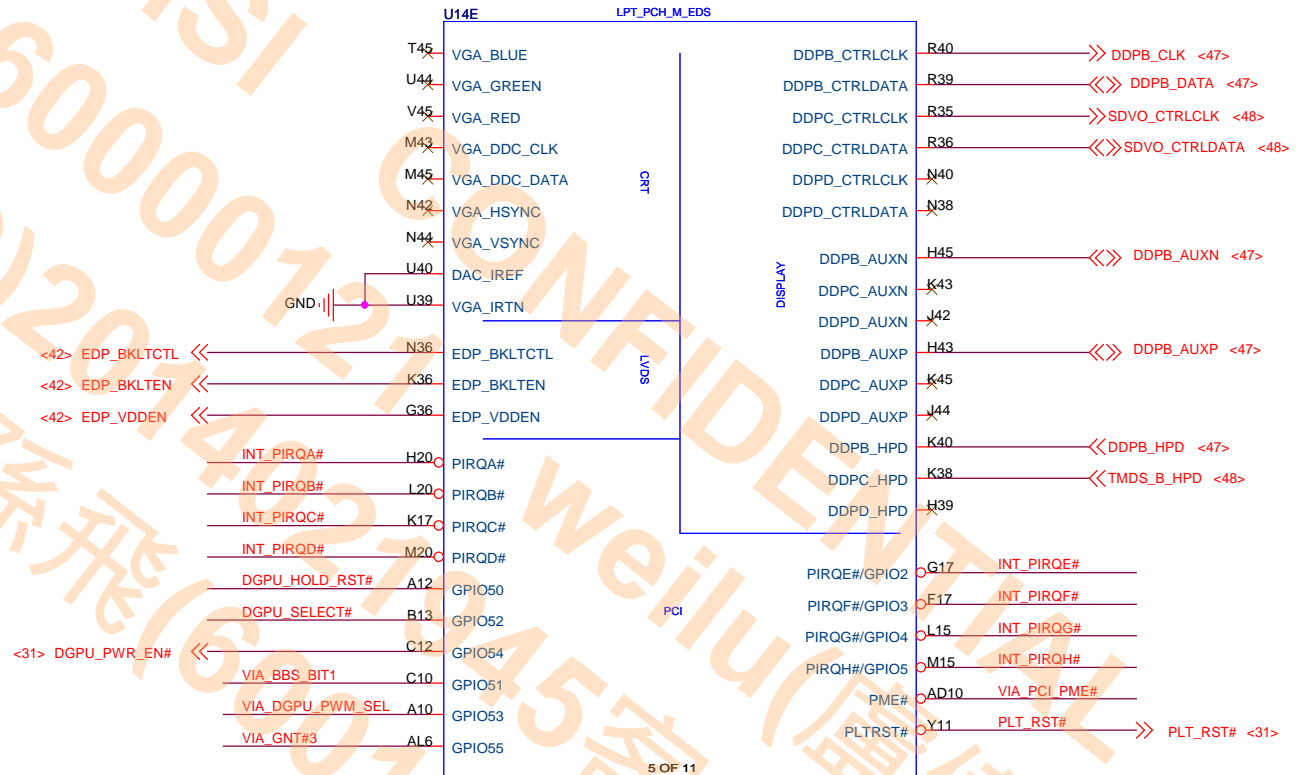 U14E
LPT_PCH_M_EDS
T45 VGA_BLUE
U44 VGA_GREEN
V45 VGA_RED
M43 VGA_DDC_CLK
M45 VGA_DDC_DATA
N42 VGA_HSYNC
N44 VGA_VSYNC
U40 DAC_IREF
GND U39 VGA_IRTN
<42> EDP_BKLTCTL N36 EDP_BKLTCTL
<42> EDP_BKLTEN K36 EDP_BKLTEN
<42> EDP_VDDEN G36 EDP_VDDEN
INT_PIRQA# H20 PIRQA#
INT_PIRQB# L20 PIRQB#
INT_PIRQC# K17 PIRQC#
INT_PIRQD# M20 PIRQD#
DGPU_HOLD_RST# A12 GPIO50
DGPU_SELECT# B13 GPIO52
<31> DGPU_PWR_EN# C12 GPIO54
VIA_BBS_BIT1 C10 GPIO51
VIA_DGPU_PWM_SEL A10 GPIO53
VIA_GNT#3 AL6 GPIO55
CRT
LVDS
DISPLAY
PCI
DDPB_CTRLCLK R40 DDPB_CLK <47>
DDPB_CTRLDATA R39 DDPB_DATA <47>
DDPC_CTRLCLK R35 SDVO_CTRLCLK <48>
DDPC_CTRLDATA R36 SDVO_CTRLDATA <48>
DDPD_CTRLCLK N40
DDPD_CTRLDATA N38
DDPB_AUXN H45 DDPB_AUXN <47>
DDPC_AUXN K43
DDPD_AUXN J42
DDPB_AUXP H43 DDPB_AUXP <47>
DDPC_AUXP K45
DDPD_AUXP J44
DDPB_HPD K40 DDPB_HPD <47>
DDPC_HPD K38 TMDS_B_HPD <48>
DDPD_HPD H39
PIRQE#/GPIO2 G17 INT_PIRQE#
PIRQF#/GPIO3 F17 INT_PIRQF#
PIRQG#/GPIO4 L15 INT_PIRQG#
PIRQH#/GPIO5 M15 INT_PIRQH#
PME# AD10 VIA_PCI_PME#
PLTRST# Y11 PLT_RST# PLT_RST# <31>
5 OF 11
CONFIDENTIAL
weilu(盧